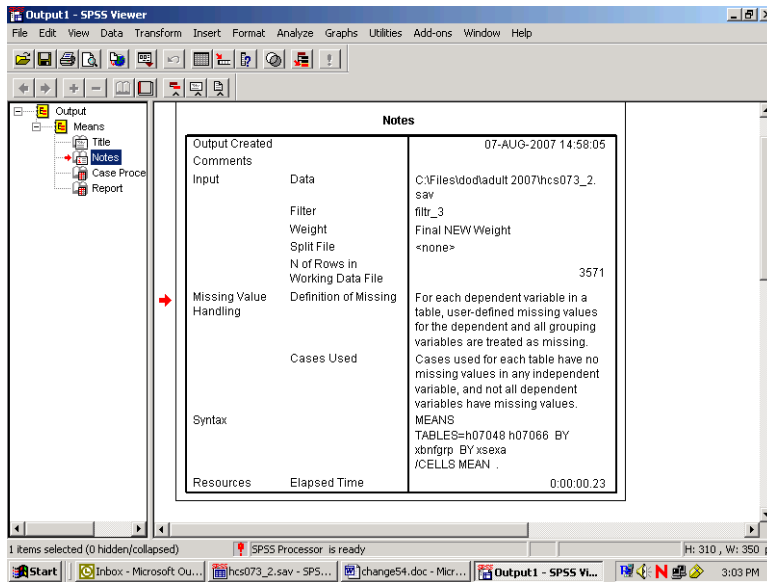 Output1 - SPSS Viewer
File Edit View Data Transform Insert Format Analyze Graphs Utilities Add-ons Window Help
Output
Means
Title
Notes
Case Proce
Report
Notes
Output Created 07-AUG-2007 14:58:05
Comments
Input Data C:\Files\dod\adult 2007\hcs073_2.
sav
Filter filtr_3
Weight Final NEW Weight
Split File <none>
N of Rows in
Working Data File 3571
Missing Value Definition of Missing For each dependent variable in a
Handling table, user-defined missing values
for the dependent and all grouping
variables are treated as missing.
Cases Used Cases used for each table have no
missing values in any independent
variable, and not all dependent
variables have missing values.
Syntax MEANS
TABLES=h07048 h07066 BY
xbnfgrp BY xsexa
/CELLS MEAN .
Resources Elapsed Time 0:00:00.23
1 items selected (0 hidden/collapsed) SPSS Processor is ready H: 310 , W: 350
Start Inbox - Microsoft Ou... hcs073_2.sav - SPS... change54.doc - Micr... Output1 - SPSS Vi... N 3:03 PM